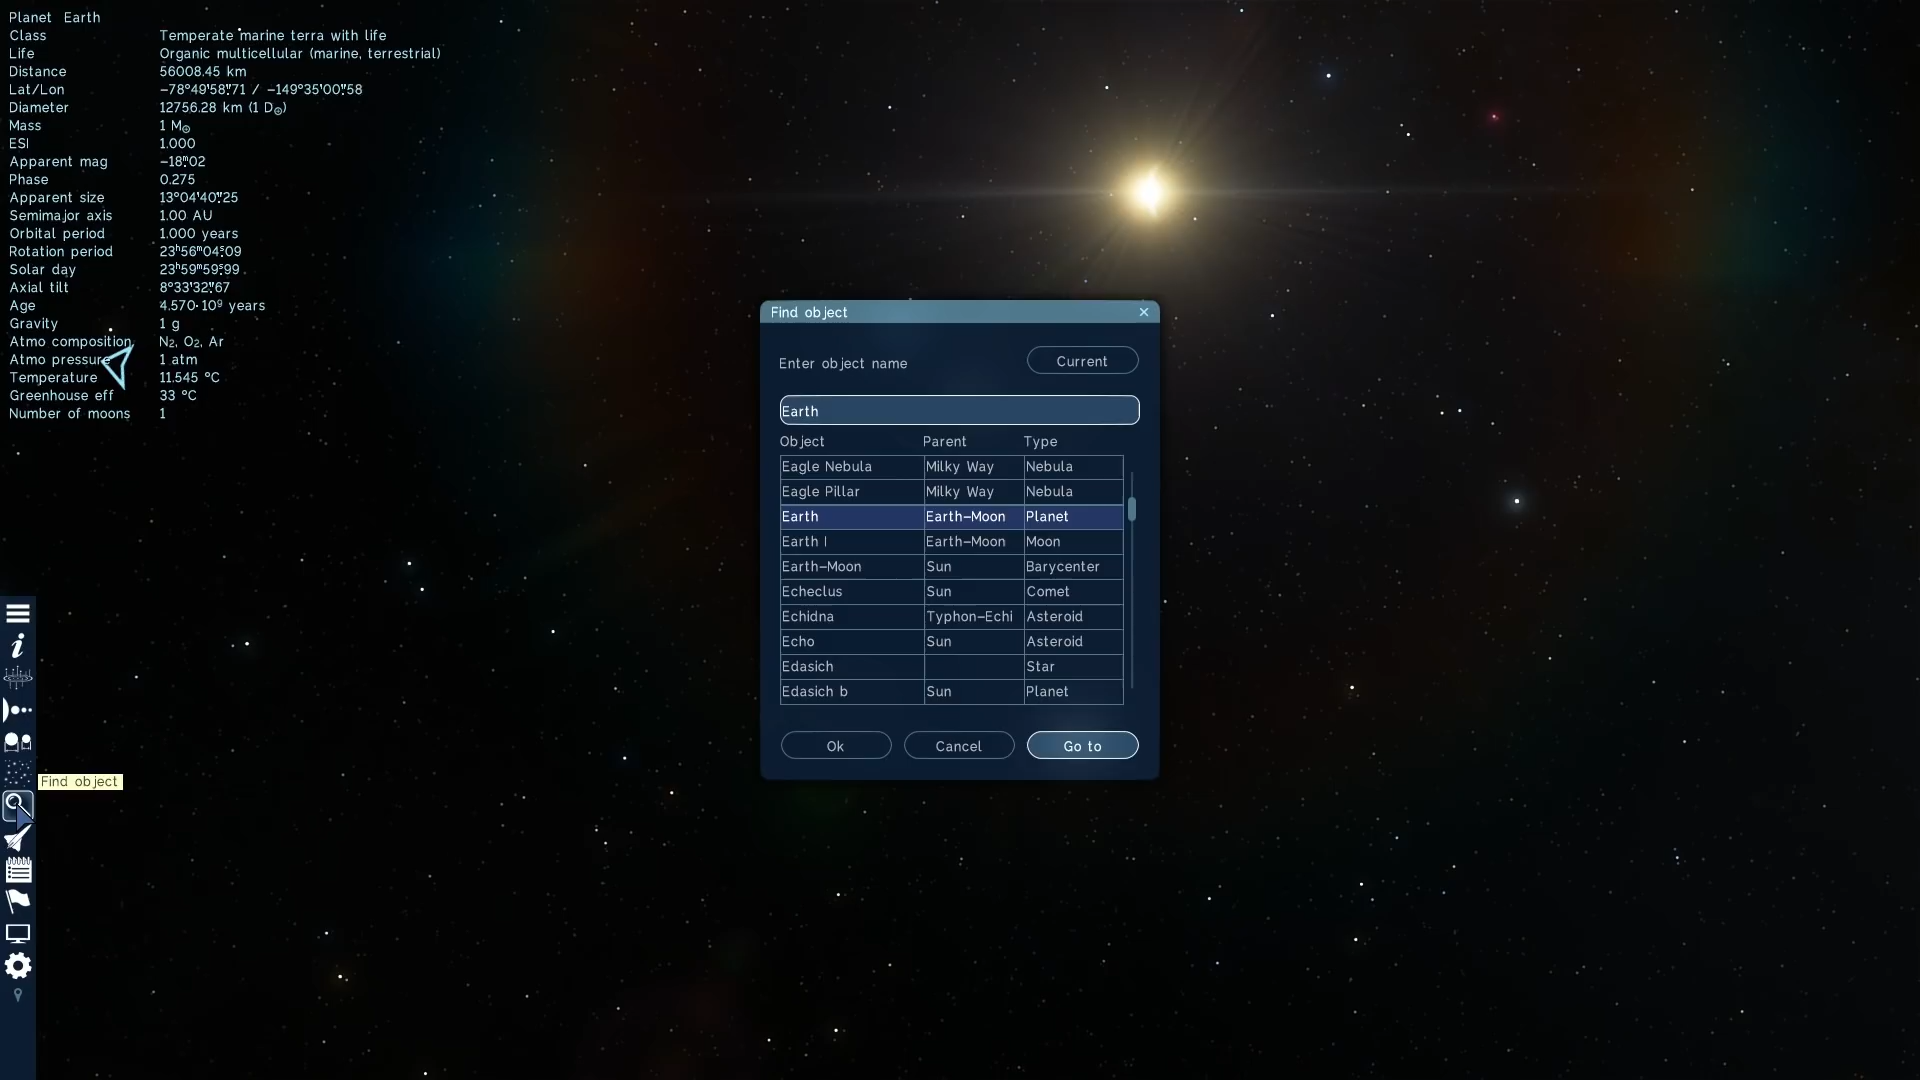 Planet Earth
Class Temperate marine terra with life
Life Organic multicellular (marine, terrestrial)
Distance 56008.45 km
Lat/Lon −78°49'58"71 / −149°35'00"58
Diameter 12756.28 km (1 D⊕)
Mass 1 M⊕
ESI 1.000
Apparent mag −18ᵐ02
Phase 0.275
Apparent size 13°04'40"25
Semimajor axis 1.00 AU
Orbital period 1.000 years
Rotation period 23ʰ56ᵐ04ˢ09
Solar day 23ʰ59ᵐ59ˢ99
Axial tilt 8°33'32"67
Age 4.570·10⁹ years
Gravity 1 g
Atmo composition N₂, O₂, Ar
Atmo pressure 1 atm
Temperature 11.545 °C
Greenhouse eff 33 °C
Number of moons 1
Find object
Enter object name Current
Earth
Object Parent Type
Eagle Nebula Milky Way Nebula
Eagle Pillar Milky Way Nebula
Earth Earth−Moon Planet
Earth I Earth−Moon Moon
Earth−Moon Sun Barycenter
Echeclus Sun Comet
Echidna Typhon−Echi Asteroid
Echo Sun Asteroid
Edasich Star
Edasich b Sun Planet
Ok Cancel Go to
Find object